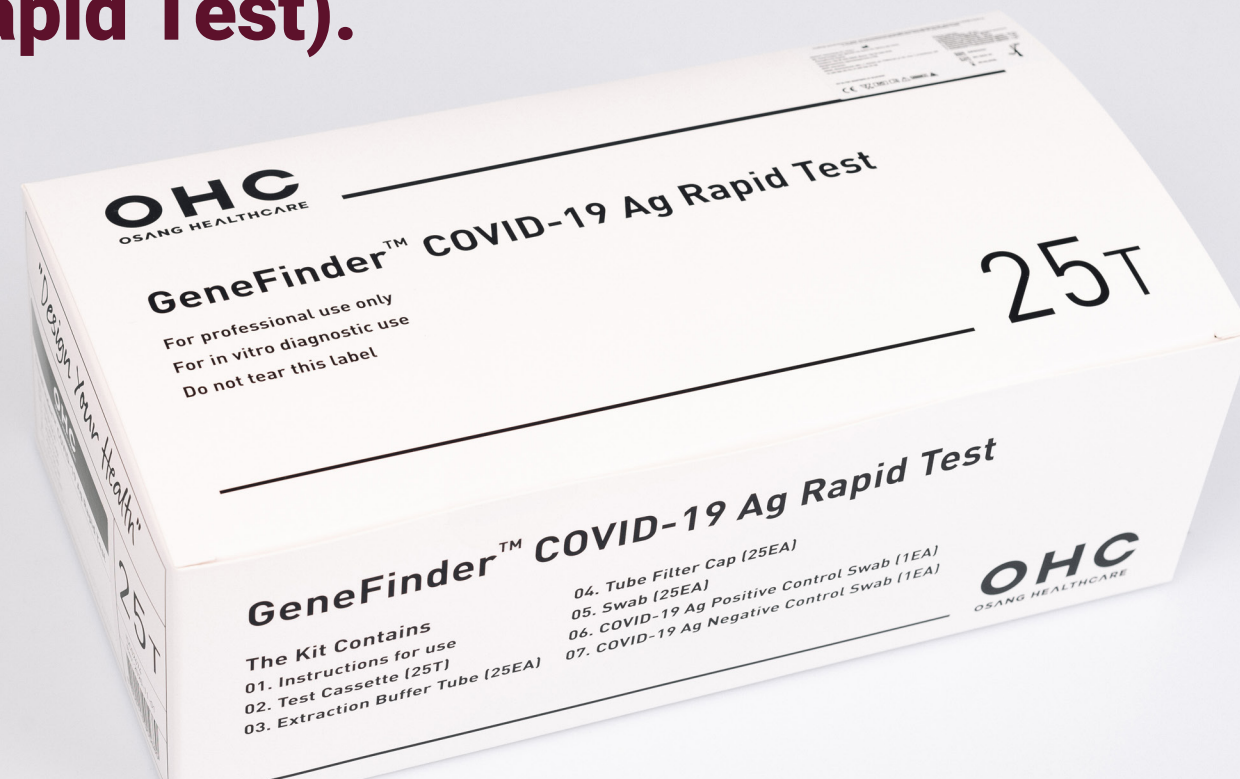 apid Test).
OHC
OSANG HEALTHCARE
GeneFinder™ COVID-19 Ag Rapid Test
For professional use only
For in vitro diagnostic use
Do not tear this label
25T
"Design Your Health"
OHC
25T
GeneFinder™ COVID-19 Ag Rapid Test
The Kit Contains
01. Instructions for use
02. Test Cassette (25T)
03. Extraction Buffer Tube (25EA)
04. Tube Filter Cap (25EA)
05. Swab (25EA)
06. COVID-19 Ag Positive Control Swab (1EA)
07. COVID-19 Ag Negative Control Swab (1EA)
OHC
OSANG HEALTHCARE